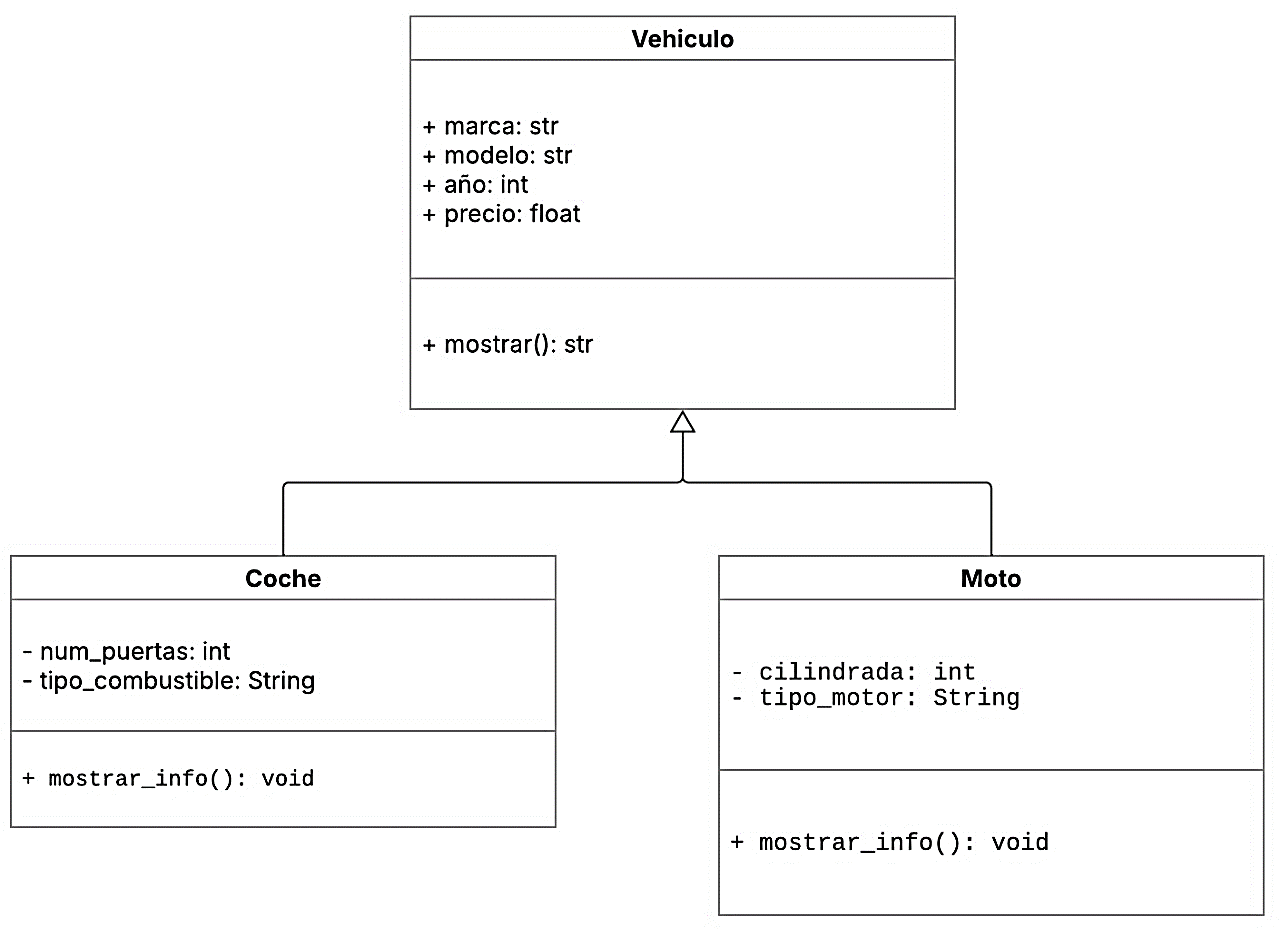 Vehiculo
+ marca: str
+ modelo: str
+ año: int
+ precio: float
+ mostrar(): str
Coche
- num_puertas: int
- tipo_combustible: String
+ mostrar_info(): void
Moto
- cilindrada: int
- tipo_motor: String
+ mostrar_info(): void